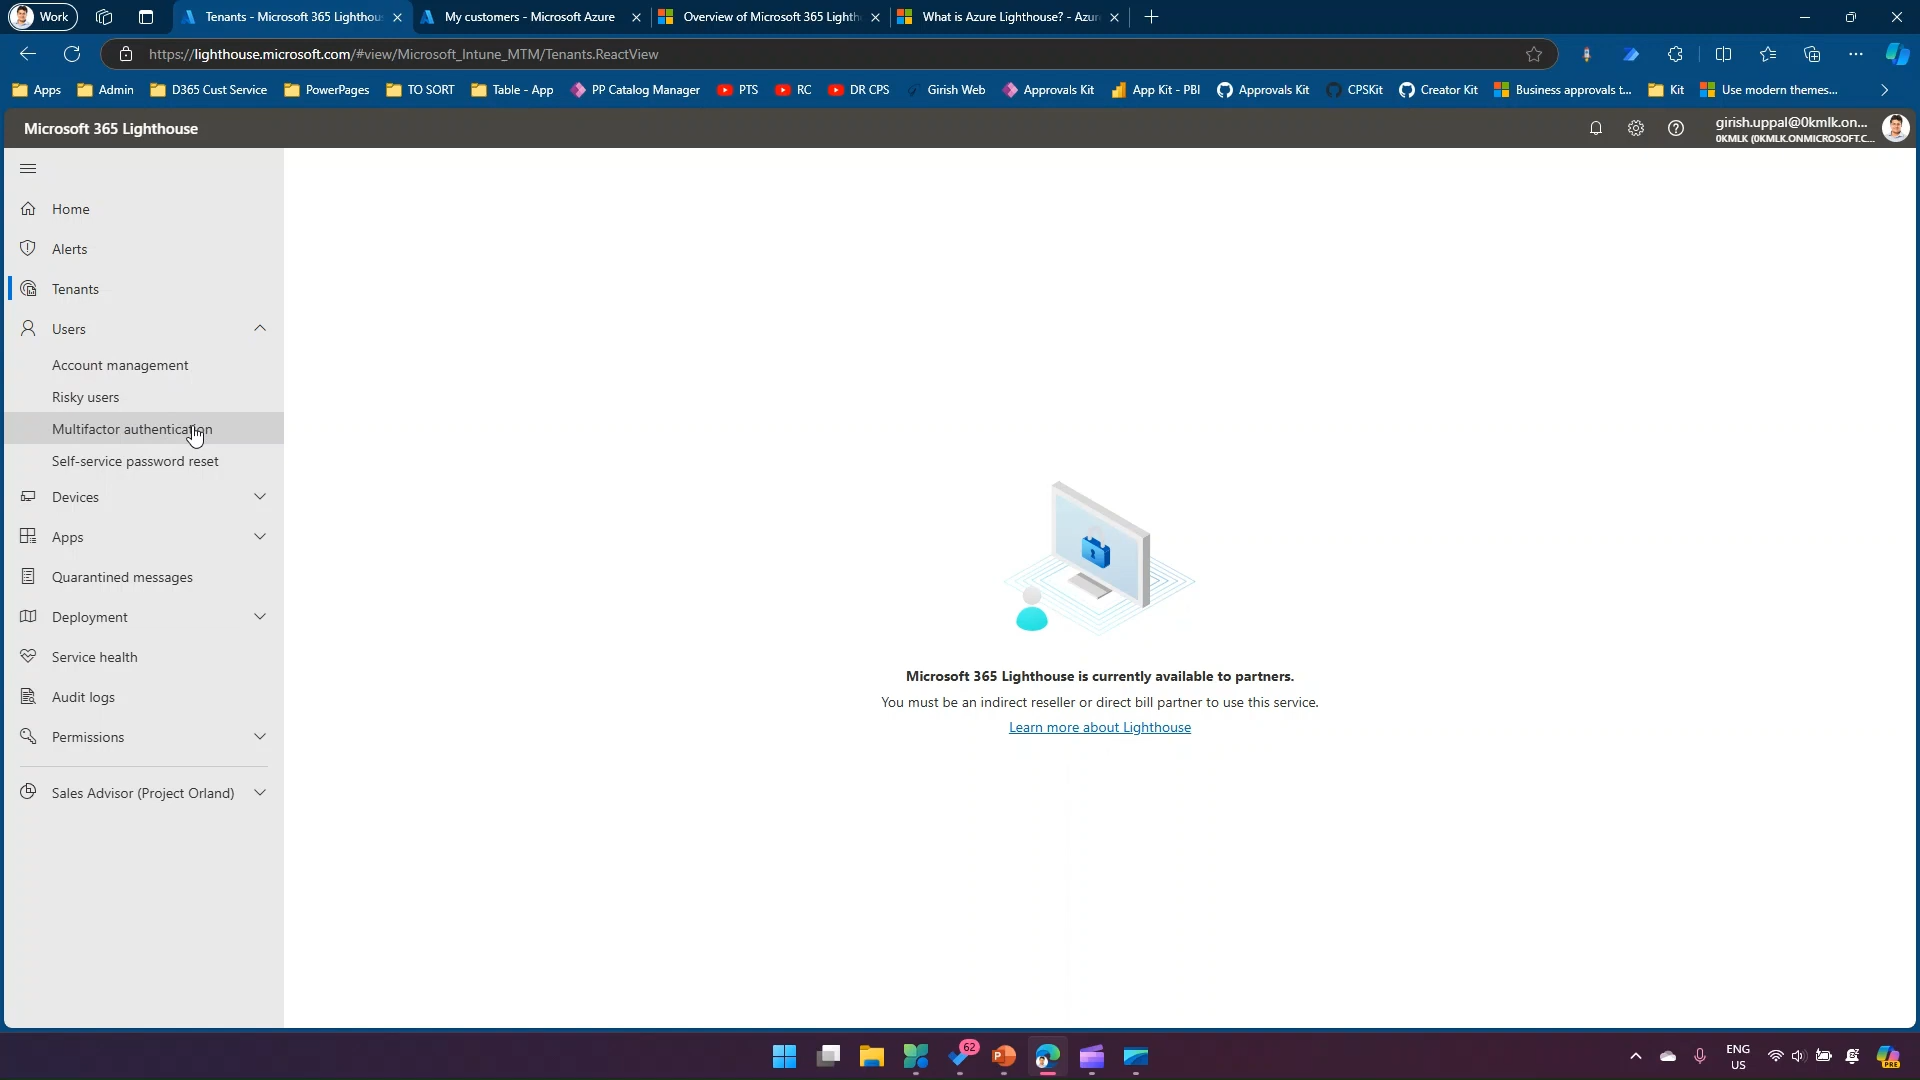 Work
Tenants - Microsoft 365 Lighthou
My customers - Microsoft Azure
Overview of Microsoft 365 Lighth
What is Azure Lighthouse? - Azur
https://lighthouse.microsoft.com/#view/Microsoft_Intune_MTM/Tenants.ReactView
Apps
Admin
D365 Cust Service
PowerPages
TO SORT
Table - App
PP Catalog Manager
PTS
RC
DR CPS
Girish Web
Approvals Kit
App Kit - PBI
Approvals Kit
CPSKit
Creator Kit
Business approvals t...
Kit
Use modern themes...
Microsoft 365 Lighthouse
girish.uppal@0kmlk.on...
0KMLK (0KMLK.ONMICROSOFT.C...
Home
Alerts
Tenants
Users
Account management
Risky users
Multifactor authentication
Self-service password reset
Devices
Apps
Quarantined messages
Deployment
Service health
Audit logs
Permissions
Sales Advisor (Project Orland)
Microsoft 365 Lighthouse is currently available to partners.
You must be an indirect reseller or direct bill partner to use this service.
Learn more about Lighthouse
62
ENG
US
PRE